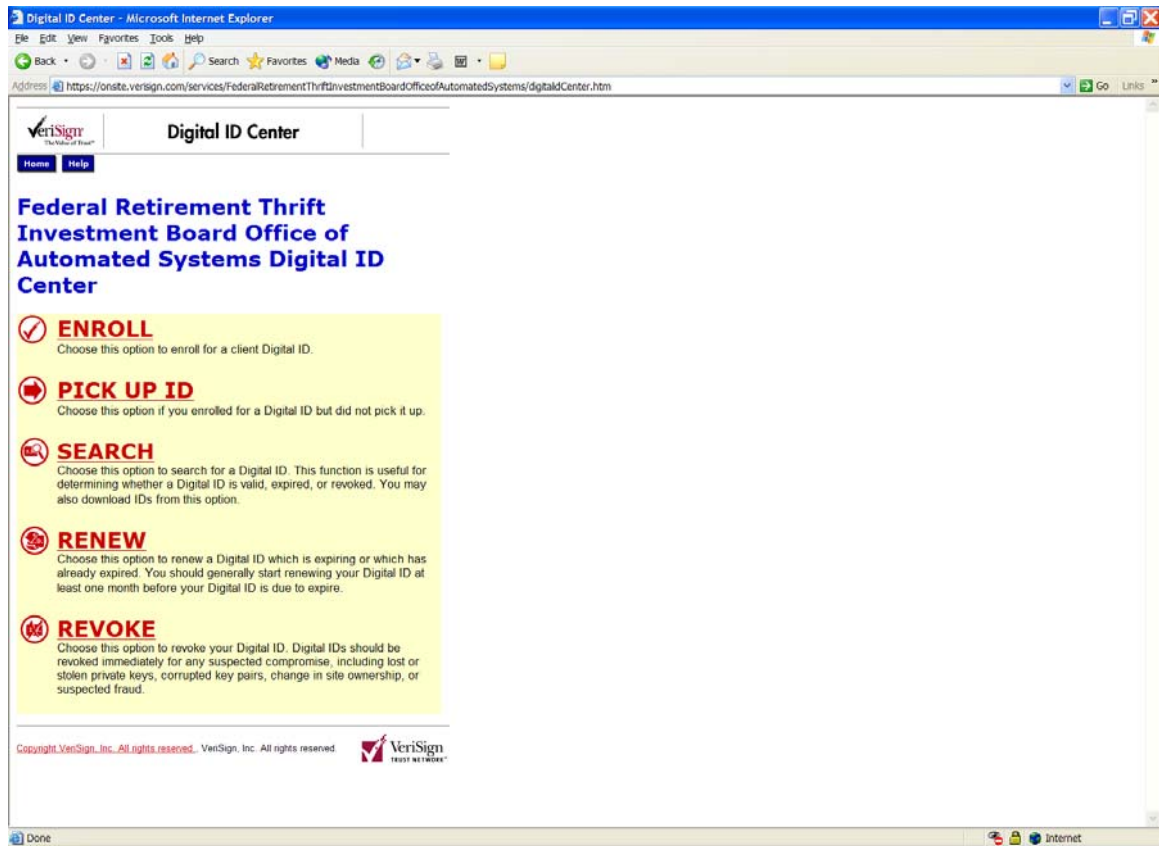 Digital ID Center - Microsoft Internet Explorer
File Edit View Favorites Tools Help
Back Search Favorites Media
Address https://onsite.verisign.com/services/FederalRetirementThriftInvestmentBoardOfficeofAutomatedSystems/digitalidCenter.htm Go Links »
VeriSign Digital ID Center
The Value of Trust
Home Help
Federal Retirement Thrift
Investment Board Office of
Automated Systems Digital ID
Center
ENROLL
Choose this option to enroll for a client Digital ID.
PICK UP ID
Choose this option if you enrolled for a Digital ID but did not pick it up.
SEARCH
Choose this option to search for a Digital ID. This function is useful for
determining whether a Digital ID is valid, expired, or revoked. You may
also download IDs from this option.
RENEW
Choose this option to renew a Digital ID which is expiring or which has
already expired. You should generally start renewing your Digital ID at
least one month before your Digital ID is due to expire.
REVOKE
Choose this option to revoke your Digital ID. Digital IDs should be
revoked immediately for any suspected compromise, including lost or
stolen private keys, corrupted key pairs, change in site ownership, or
suspected fraud.
Copyright VeriSign, Inc. All rights reserved., VeriSign, Inc. All rights reserved.
VeriSign
TRUST NETWORK
Done Internet